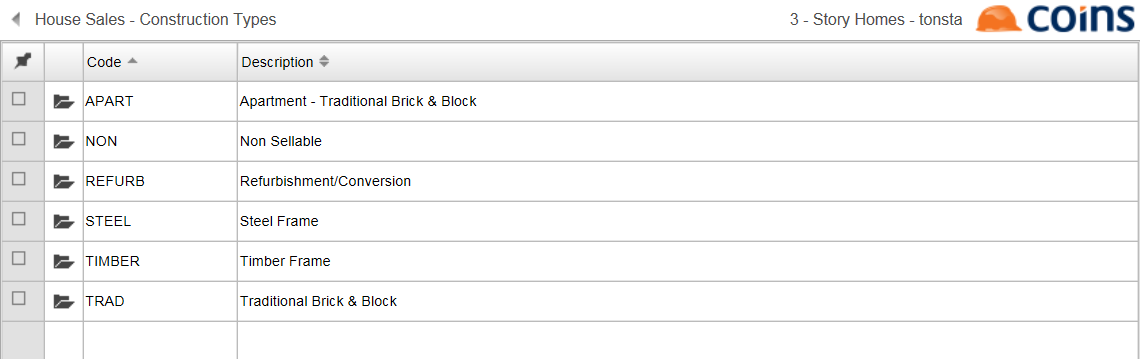 House Sales - Construction Types 3 - Story Homes - tonsta coins
Code Description
APART Apartment - Traditional Brick & Block
NON Non Sellable
REFURB Refurbishment/Conversion
STEEL Steel Frame
TIMBER Timber Frame
TRAD Traditional Brick & Block